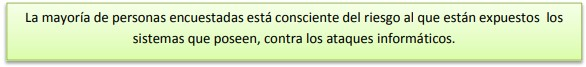 La mayoría de personas encuestadas está consciente del riesgo al que están expuestos los
sistemas que poseen, contra los ataques informáticos.